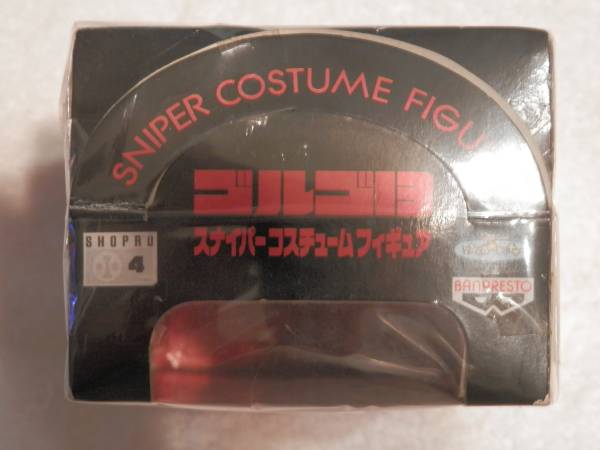 SNIPER COSTUME FIGU
ゴルゴ13
スナイパーコスチュームフィギュア
SHOPRO
4
BANPRESTO